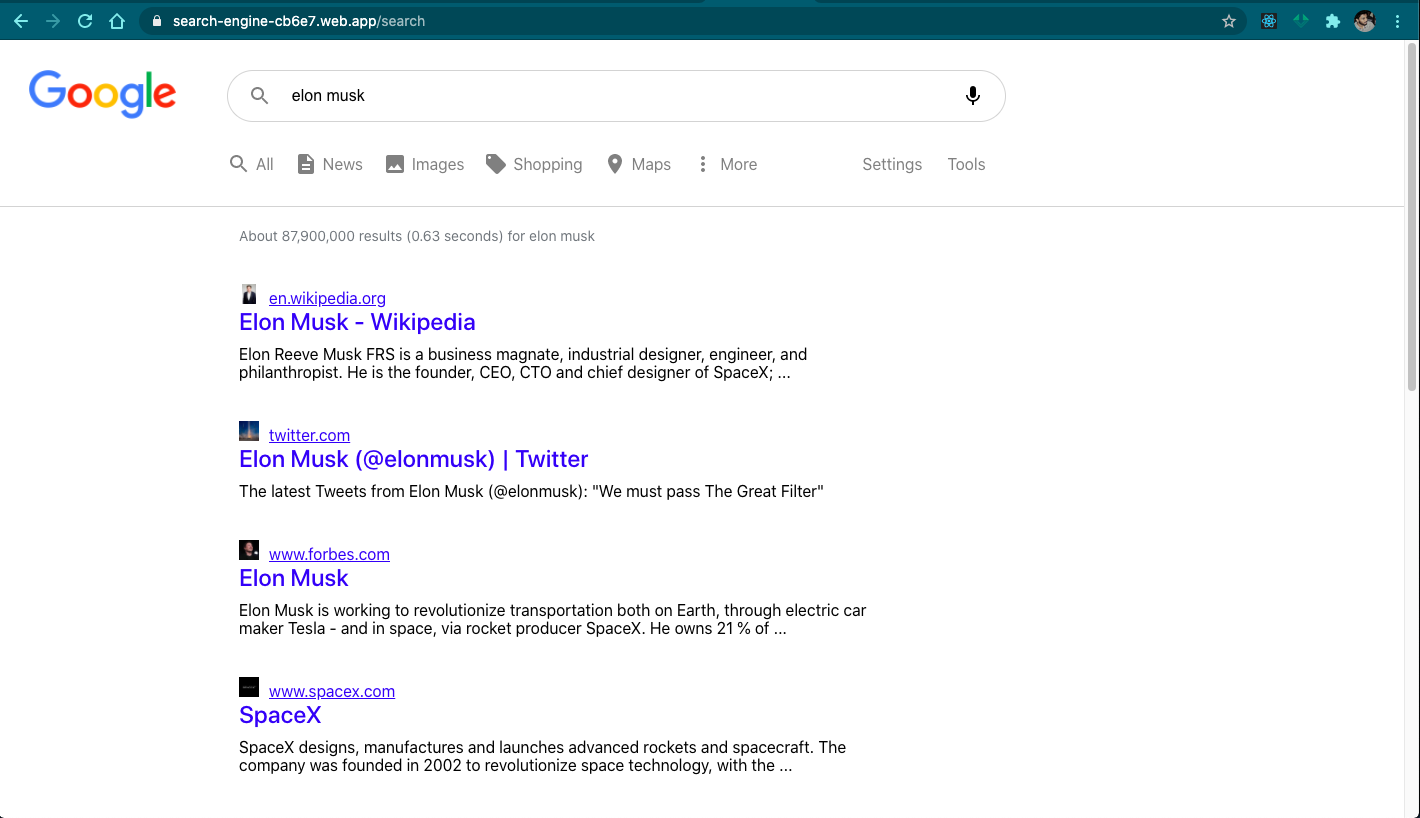 search-engine-cb6e7.web.app/search
Google
elon musk
All News Images Shopping Maps More Settings Tools
About 87,900,000 results (0.63 seconds) for elon musk
en.wikipedia.org
Elon Musk - Wikipedia
Elon Reeve Musk FRS is a business magnate, industrial designer, engineer, and
philanthropist. He is the founder, CEO, CTO and chief designer of SpaceX; ...
twitter.com
Elon Musk (@elonmusk) | Twitter
The latest Tweets from Elon Musk (@elonmusk): "We must pass The Great Filter"
www.forbes.com
Elon Musk
Elon Musk is working to revolutionize transportation both on Earth, through electric car
maker Tesla - and in space, via rocket producer SpaceX. He owns 21 % of ...
www.spacex.com
SpaceX
SpaceX designs, manufactures and launches advanced rockets and spacecraft. The
company was founded in 2002 to revolutionize space technology, with the ...